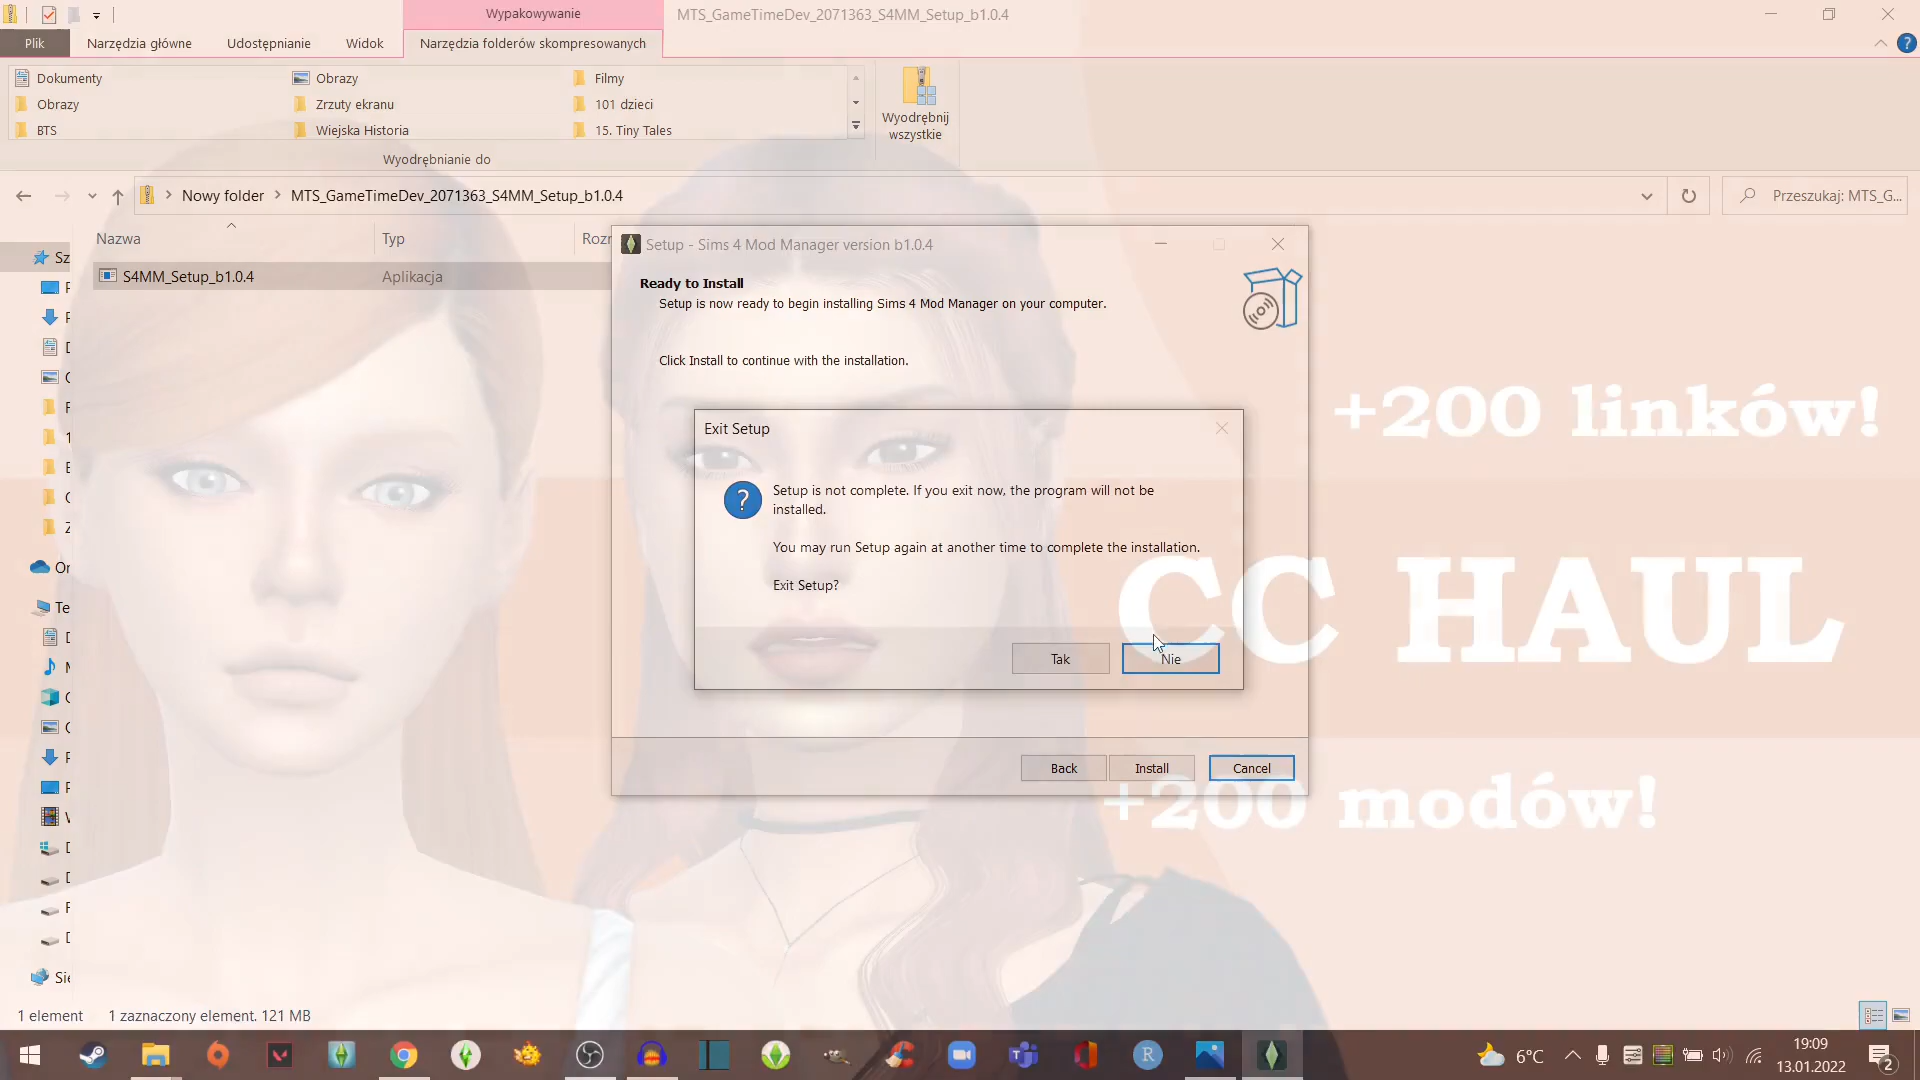 Wypakowywanie
MTS_GameTimeDev_2071363_S4MM_Setup_b1.0.4
Plik
Narzędzia główne
Udostępnianie
Widok
Narzędzia folderów skompresowanych
Dokumenty
Obrazy
Filmy
Obrazy
Zrzuty ekranu
101 dzieci
BTS
Wiejska Historia
15. Tiny Tales
Wyodrębnij
wszystkie
Wyodrębnianie do
Nowy folder
MTS_GameTimeDev_2071363_S4MM_Setup_b1.0.4
Przeszukaj: MTS_G...
Nazwa
Typ
Rozr
S4MM_Setup_b1.0.4
Aplikacja
Setup - Sims 4 Mod Manager version b1.0.4
Ready to Install
Setup is now ready to begin installing Sims 4 Mod Manager on your computer.
Click Install to continue with the installation.
Exit Setup
Setup is not complete. If you exit now, the program will not be
installed.
You may run Setup again at another time to complete the installation.
Exit Setup?
Tak
Nie
Back
Install
Cancel
+200 linków!
CC HAUL
+200 modów!
1 element
1 zaznaczony element. 121 MB
6°C
19:09
13.01.2022
2